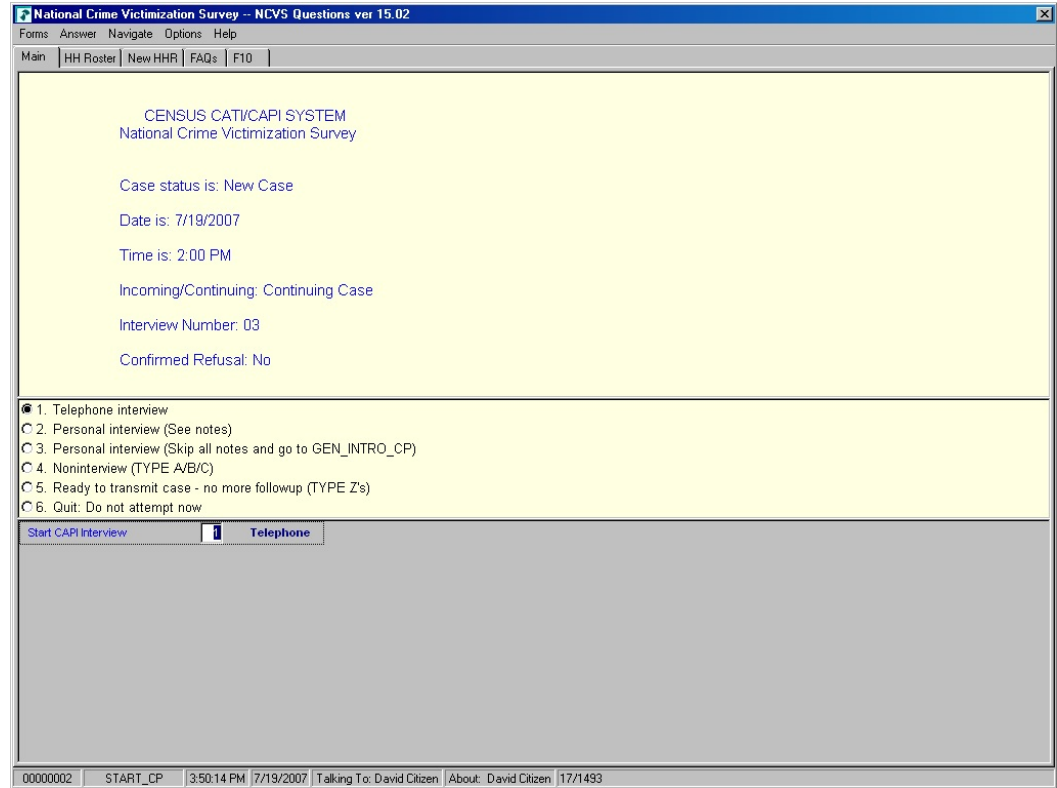 National Crime Victimization Survey -- NCVS Questions ver 15.02
Forms Answer Navigate Options Help
Main HH Roster New HHR FAQs F10
CENSUS CATI/CAPI SYSTEM
National Crime Victimization Survey
Case status is: New Case
Date is: 7/19/2007
Time is: 2:00 PM
Incoming/Continuing: Continuing Case
Interview Number: 03
Confirmed Refusal: No
1. Telephone interview
2. Personal interview (See notes)
3. Personal interview (Skip all notes and go to GEN_INTRO_CP)
4. Noninterview (TYPE A/B/C)
5. Ready to transmit case - no more followup (TYPE Z's)
6. Quit: Do not attempt now
Start CAPI Interview 1 Telephone
00000002 START_CP 3:50:14 PM 7/19/2007 Talking To: David Citizen About: David Citizen 17/1493